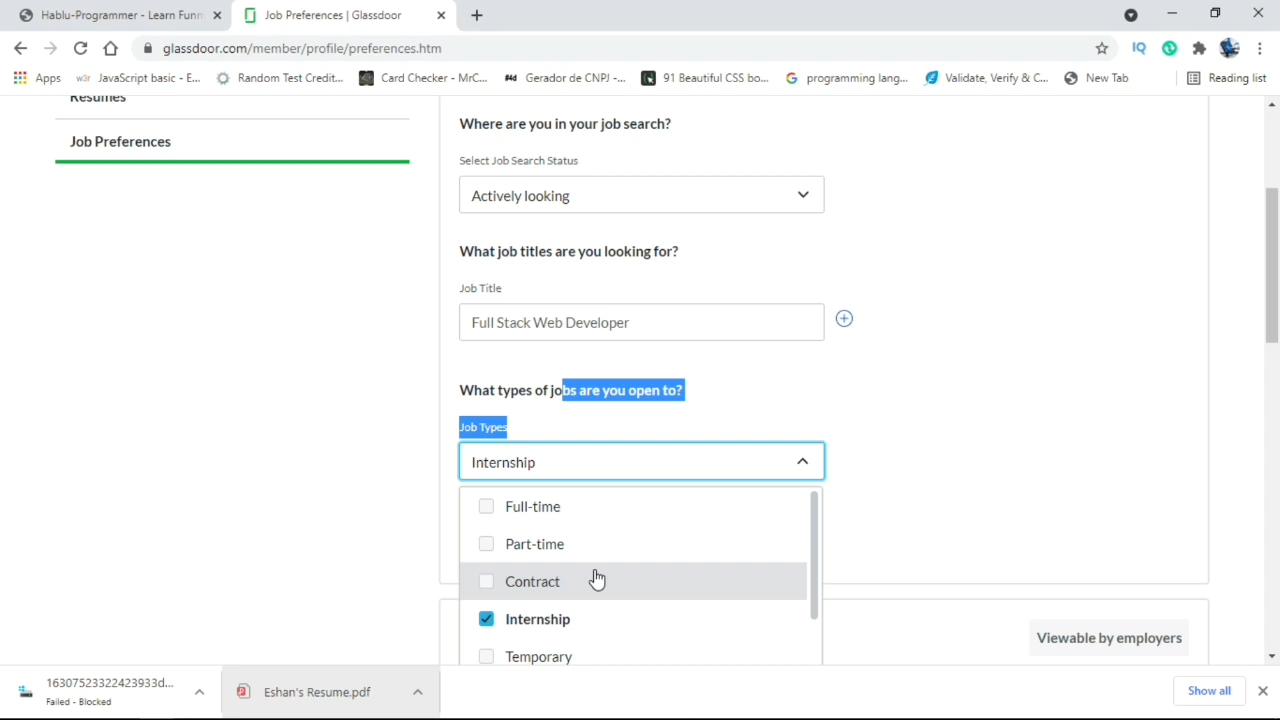 Hablu-Programmer - Learn Funn
Job Preferences | Glassdoor
glassdoor.com/member/profile/preferences.htm
IQ
Apps
w3r JavaScript basic - E...
Random Test Credit...
Card Checker - MrC...
Gerador de CNPJ -...
91 Beautiful CSS bo...
programming lang...
Validate, Verify & C...
New Tab
Reading list
Resumes
Job Preferences
Where are you in your job search?
Select Job Search Status
Actively looking
What job titles are you looking for?
Job Title
Full Stack Web Developer
What types of jobs are you open to?
Job Types
Internship
Full-time
Part-time
Contract
Internship
Temporary
Viewable by employers
16307523322423933d...
Failed - Blocked
Eshan's Resume.pdf
Show all